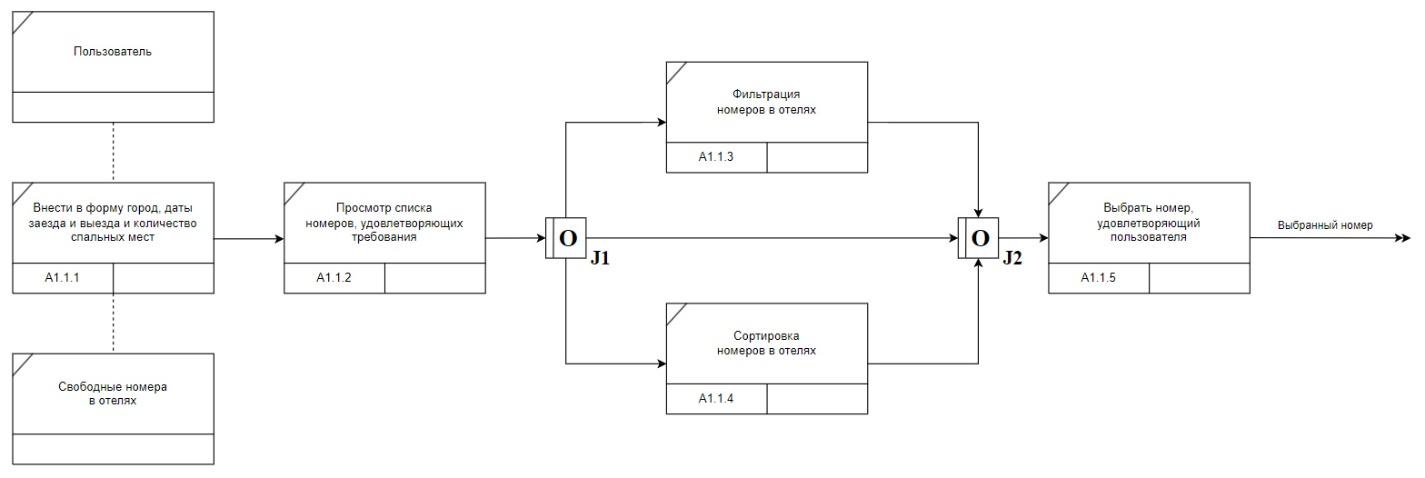 Пользователь
Внести в форму город, даты
заезда и выезда и количество
спальных мест
A1.1.1
Свободные номера
в отелях
Просмотр списка
номеров, удовлетворяющих
требования
A1.1.2
O
J1
Фильтрация
номеров в отелях
A1.1.3
Сортировка
номеров в отелях
A1.1.4
O
J2
Выбрать номер,
удовлетворяющий
пользователя
A1.1.5
Выбранный номер